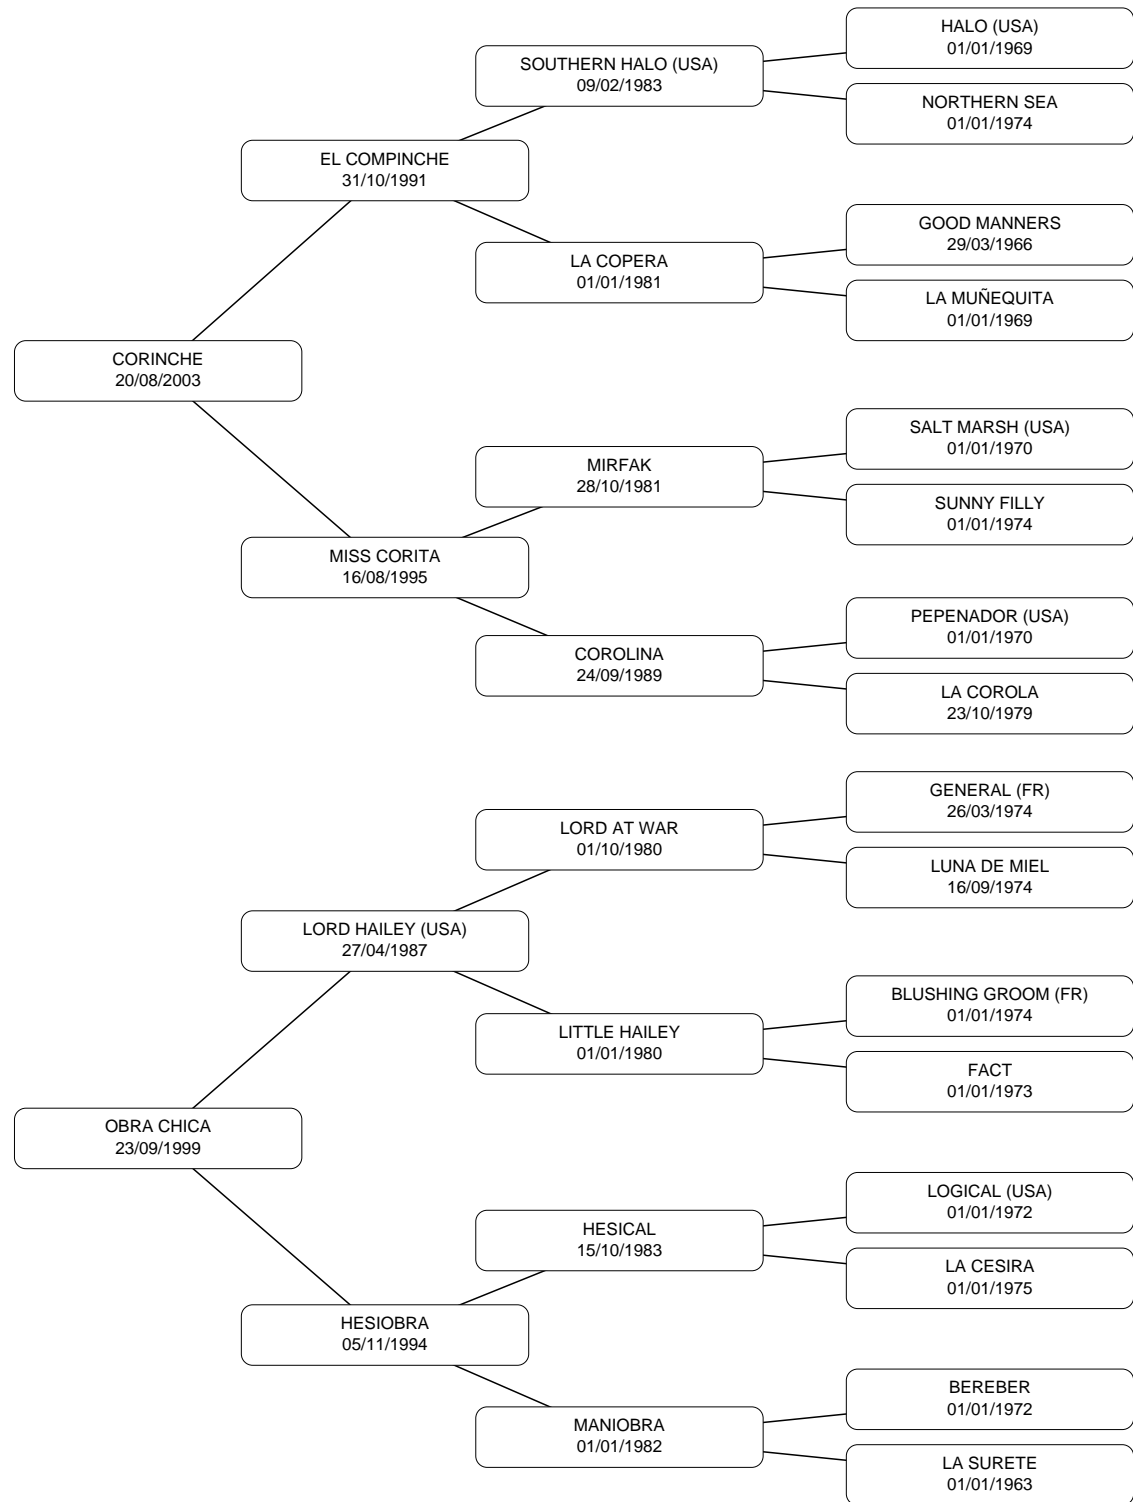 HALO (USA)
01/01/1969
SOUTHERN HALO (USA)
09/02/1983
NORTHERN SEA
01/01/1974
EL COMPINCHE
31/10/1991
GOOD MANNERS
29/03/1966
LA COPERA
01/01/1981
LA MUÑEQUITA
01/01/1969
CORINCHE
20/08/2003
SALT MARSH (USA)
01/01/1970
MIRFAK
28/10/1981
SUNNY FILLY
01/01/1974
MISS CORITA
16/08/1995
PEPENADOR (USA)
01/01/1970
COROLINA
24/09/1989
LA COROLA
23/10/1979
GENERAL (FR)
26/03/1974
LORD AT WAR
01/10/1980
LUNA DE MIEL
16/09/1974
LORD HAILEY (USA)
27/04/1987
BLUSHING GROOM (FR)
01/01/1974
LITTLE HAILEY
01/01/1980
FACT
01/01/1973
OBRA CHICA
23/09/1999
LOGICAL (USA)
01/01/1972
HESICAL
15/10/1983
LA CESIRA
01/01/1975
HESIOBRA
05/11/1994
BEREBER
01/01/1972
MANIOBRA
01/01/1982
LA SURETE
01/01/1963